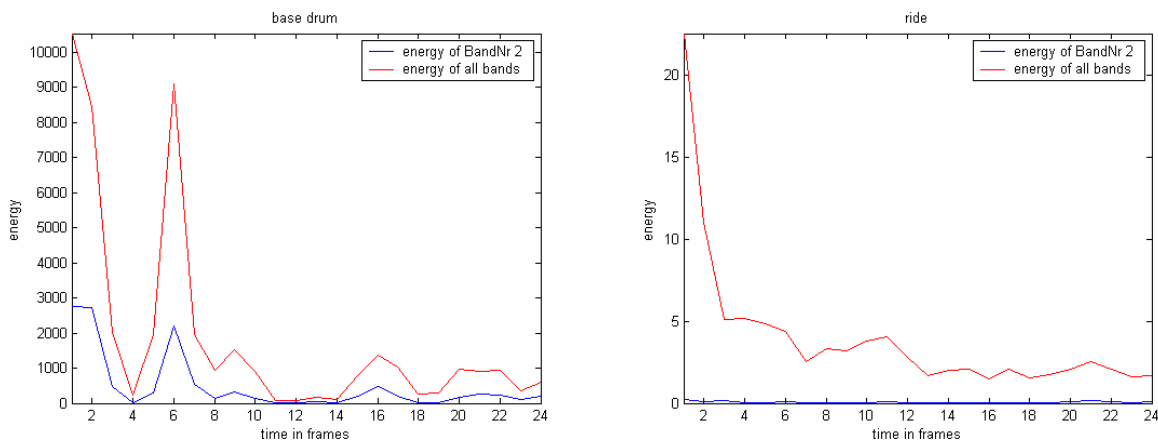 base drum
energy of BandNr 2
energy of all bands
10000
9000
8000
7000
6000
5000
4000
3000
2000
1000
0
energy
2 4 6 8 10 12 14 16 18 20 22 24
time in frames
ride
energy of BandNr 2
energy of all bands
20
15
10
5
0
energy
2 4 6 8 10 12 14 16 18 20 22 24
time in frames